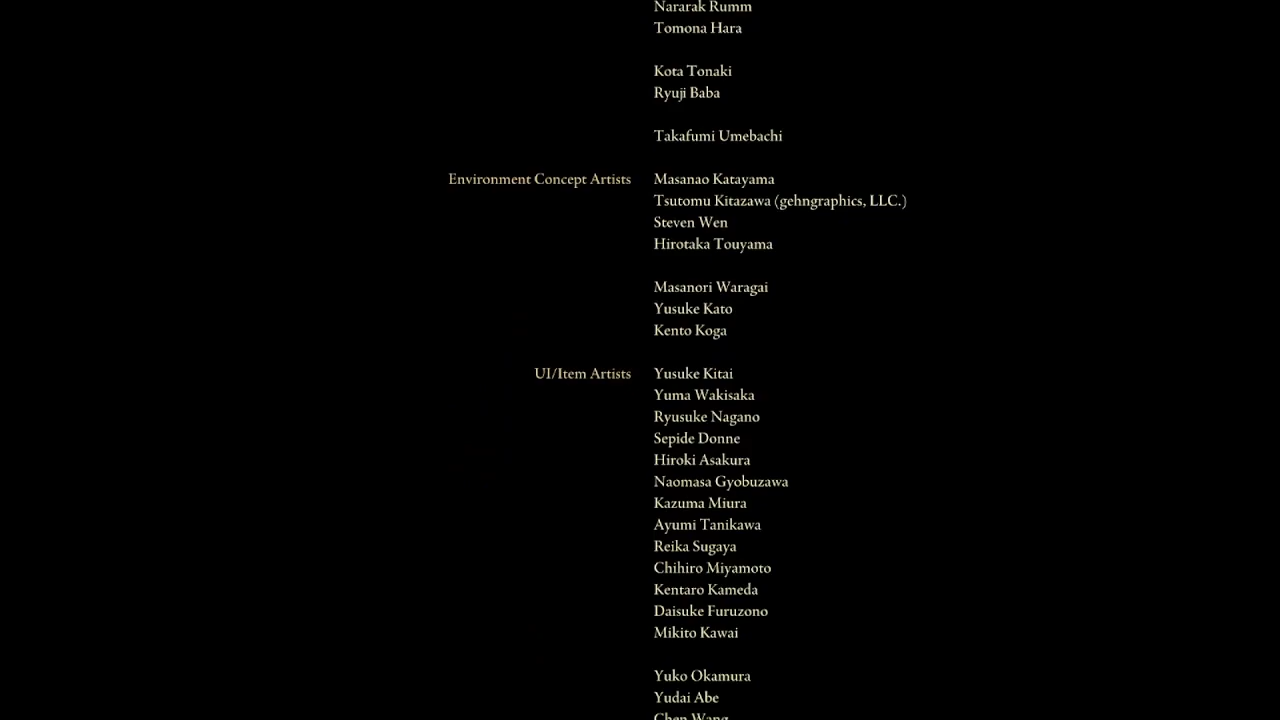 Nararak Rumm
Tomona Hara
Kota Tonaki
Ryuji Baba
Takafumi Umebachi
Environment Concept Artists Masanao Katayama
Tsutomu Kitazawa (gehngraphics, LLC.)
Steven Wen
Hirotaka Touyama
Masanori Waragai
Yusuke Kato
Kento Koga
UI/Item Artists Yusuke Kitai
Yuma Wakisaka
Ryusuke Nagano
Sepide Donne
Hiroki Asakura
Naomasa Gyobuzawa
Kazuma Miura
Ayumi Tanikawa
Reika Sugaya
Chihiro Miyamoto
Kentaro Kameda
Daisuke Furuzono
Mikito Kawai
Yuko Okamura
Yudai Abe
Chen Wang